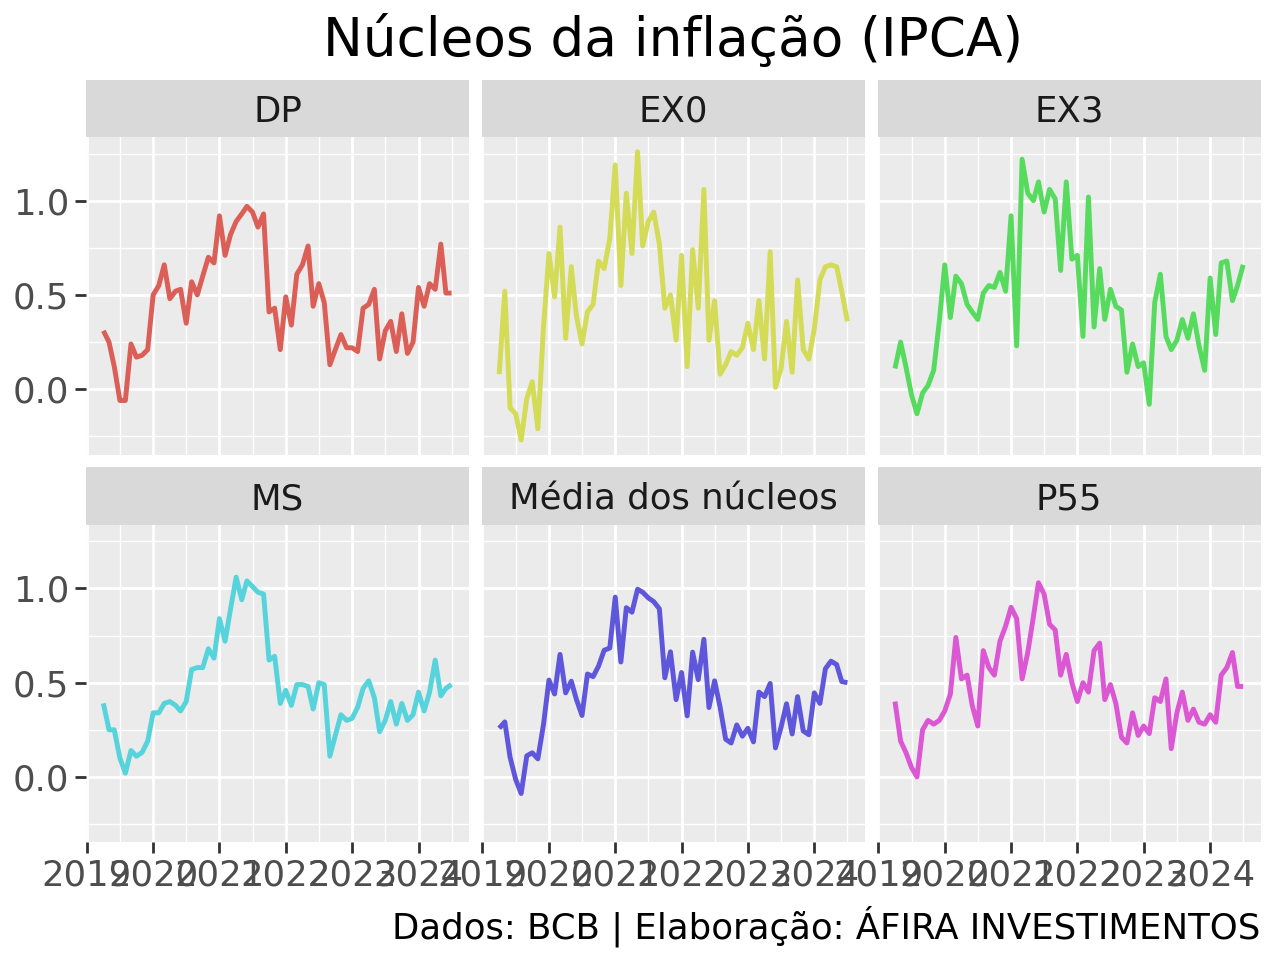 Núcleos da inflação (IPCA)
DP EX0 EX3
1.0
0.5
0.0
MS Média dos núcleos P55
1.0
0.5
0.0
2019 2020 2021 2022 2023 2024 2019 2020 2021 2022 2023 2024 2019 2020 2021 2022 2023 2024
Dados: BCB | Elaboração: ÁFIRA INVESTIMENTOS